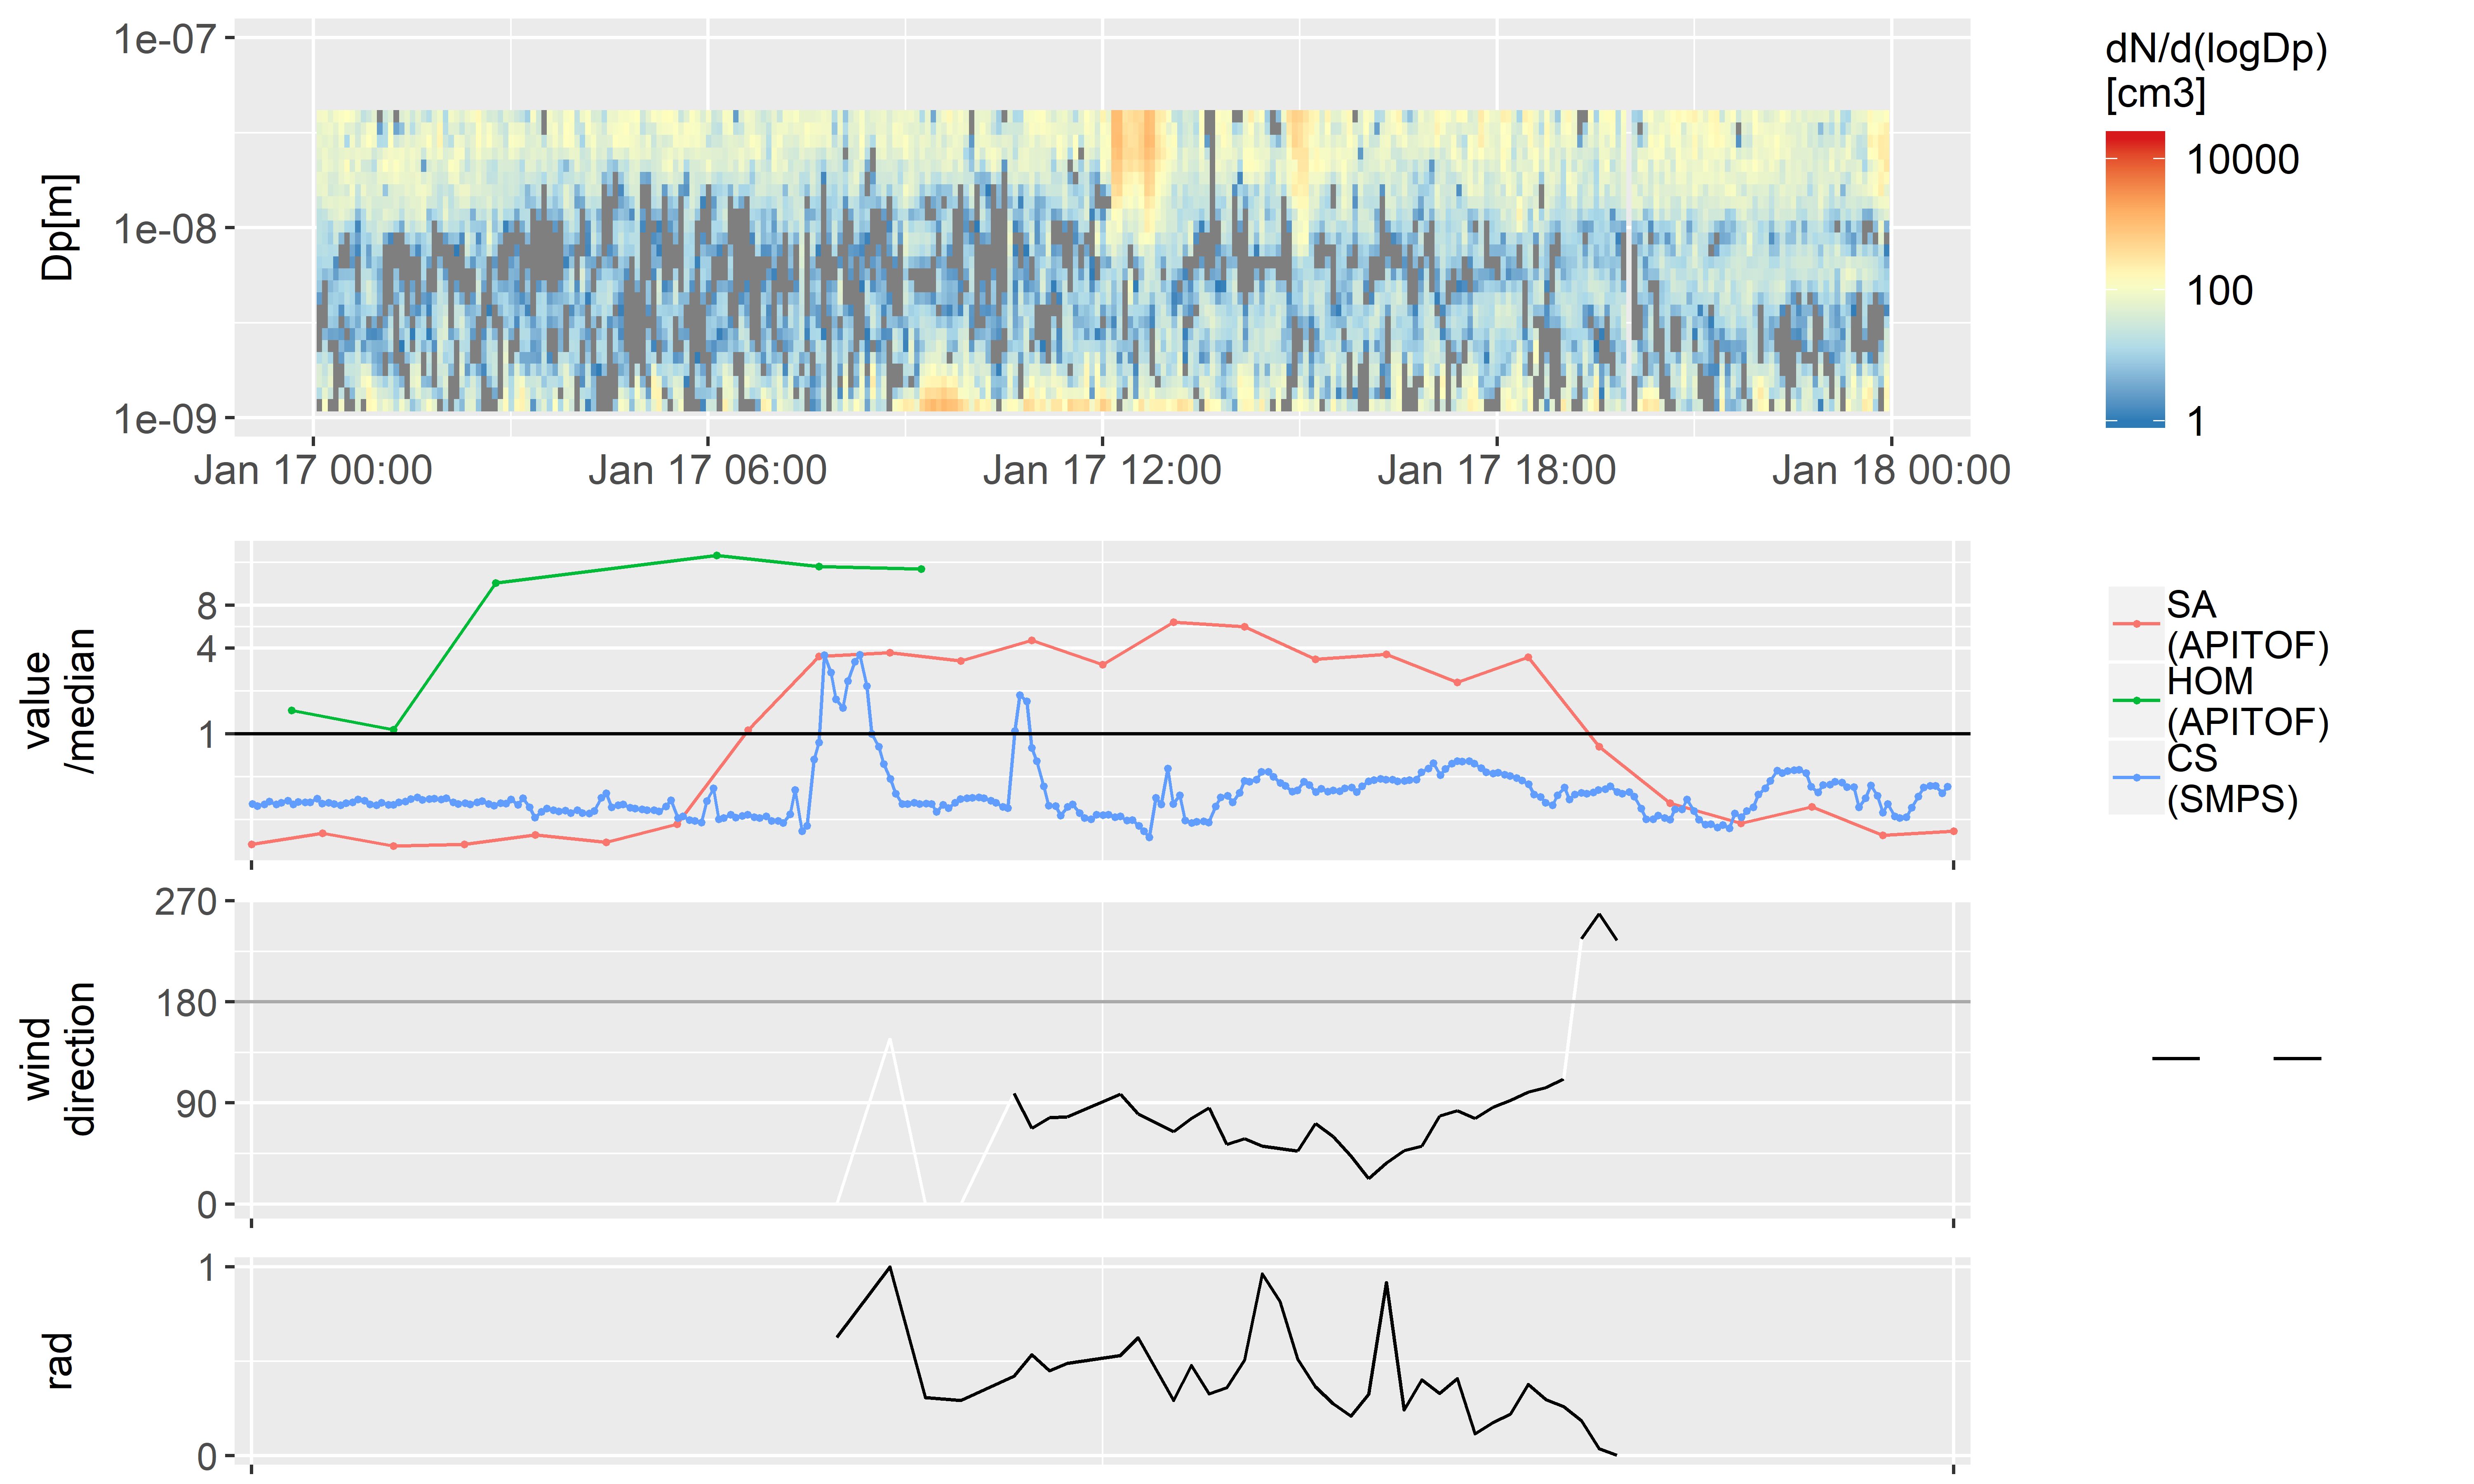 1e-07
1e-08
1e-09
Dp[m]
Jan 17 00:00
Jan 17 06:00
Jan 17 12:00
Jan 17 18:00
Jan 18 00:00
dN/d(logDp)
[cm3]
10000
100
1
8
4
1
value
/median
SA
(APITOF)
HOM
(APITOF)
CS
(SMPS)
270
180
90
0
wind
direction
1
0
rad